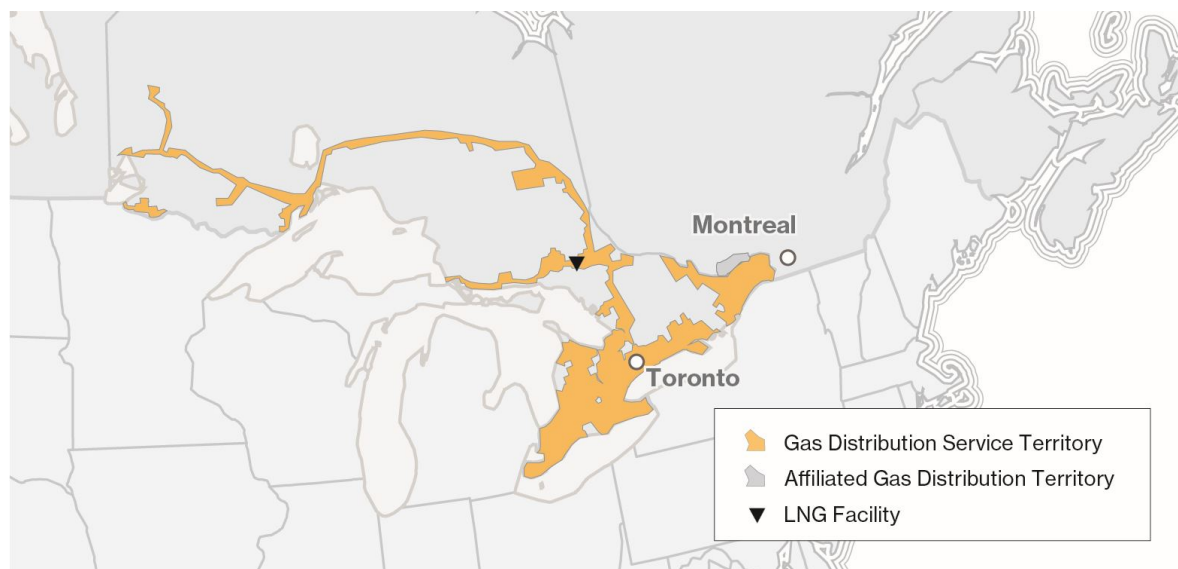 Montreal
Toronto
Gas Distribution Service Territory
Affiliated Gas Distribution Territory
LNG Facility